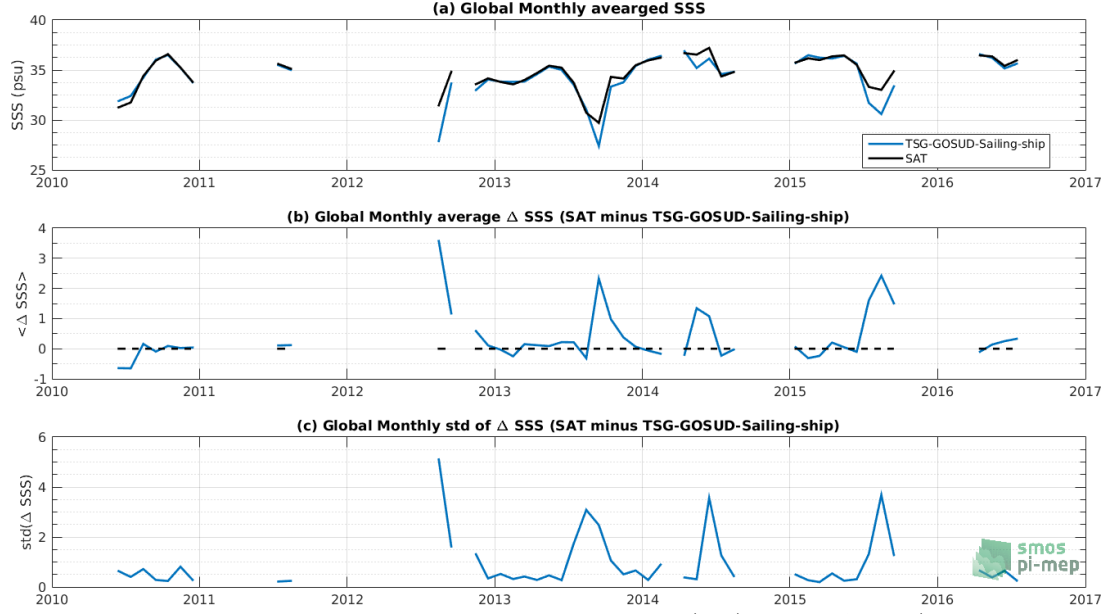 (a) Global Monthly avearged SSS
40
35
30
25
SSS (psu)
TSG-GOSUD-Sailing-ship
SAT
2010 2011 2012 2013 2014 2015 2016 2017
(b) Global Monthly average Δ SSS (SAT minus TSG-GOSUD-Sailing-ship)
4
3
2
1
0
-1
<Δ SSS>
2010 2011 2012 2013 2014 2015 2016 2017
(c) Global Monthly std of Δ SSS (SAT minus TSG-GOSUD-Sailing-ship)
6
4
2
0
std(Δ SSS)
smos
pi-mep
2010 2011 2012 2013 2014 2015 2016 2017